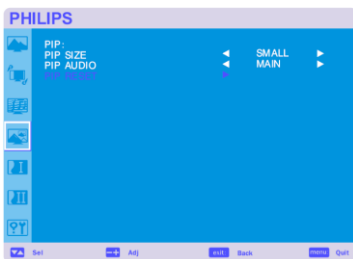 PHILIPS
PIP:
PIP SIZE ◀ SMALL ▶
PIP AUDIO ◀ MAIN ▶
PIP RESET ▶
Sel Adj exit Back menu Quit